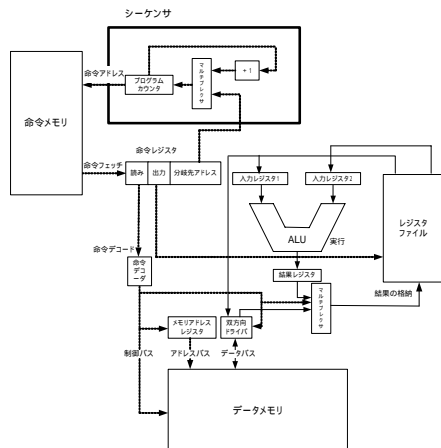 シーケンサ
命令アドレス
プログラム
カウンタ
マルチプレクサ
+1
命令メモリ
命令レジスタ
命令フェッチ
読み
出力
分岐先アドレス
入力レジスタ1
入力レジスタ2
レジスタ
ファイル
ALU
実行
命令デコード
命令
デコ
ーダ
結果レジスタ
マルチプレクサ
結果の格納
メモリアドレス
レジスタ
双方向
ドライバ
制御バス
アドレスバス
データバス
データメモリ